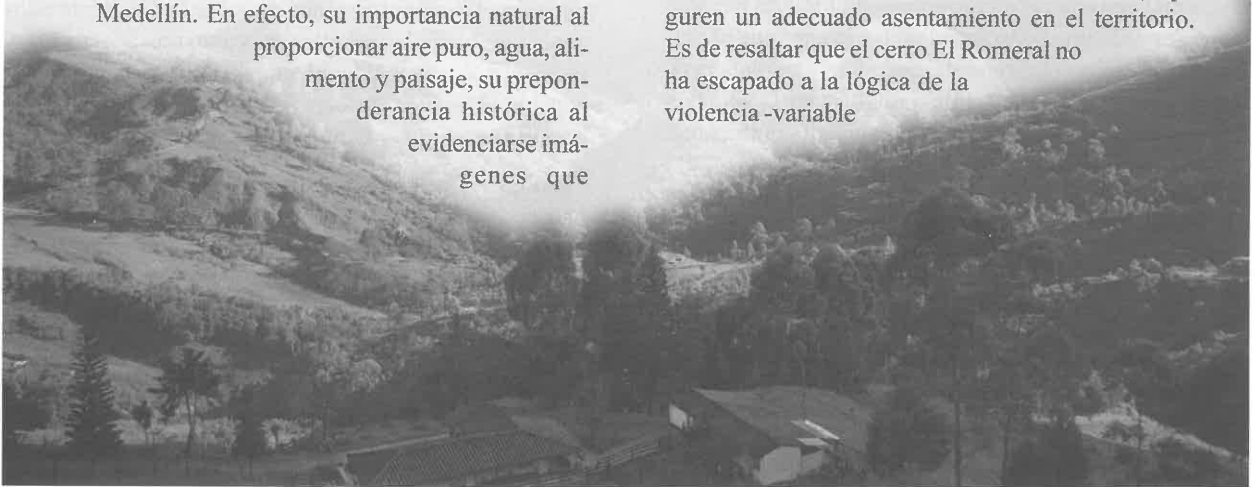 Medellín. En efecto, su importancia natural al
proporcionar aire puro, agua, ali-
mento y paisaje, su prepon-
derancia histórica al
evidenciarse imá-
genes que
guren un adecuado asentamiento en el territorio.
Es de resaltar que el cerro El Romeral no
ha escapado a la lógica de la
violencia -variable